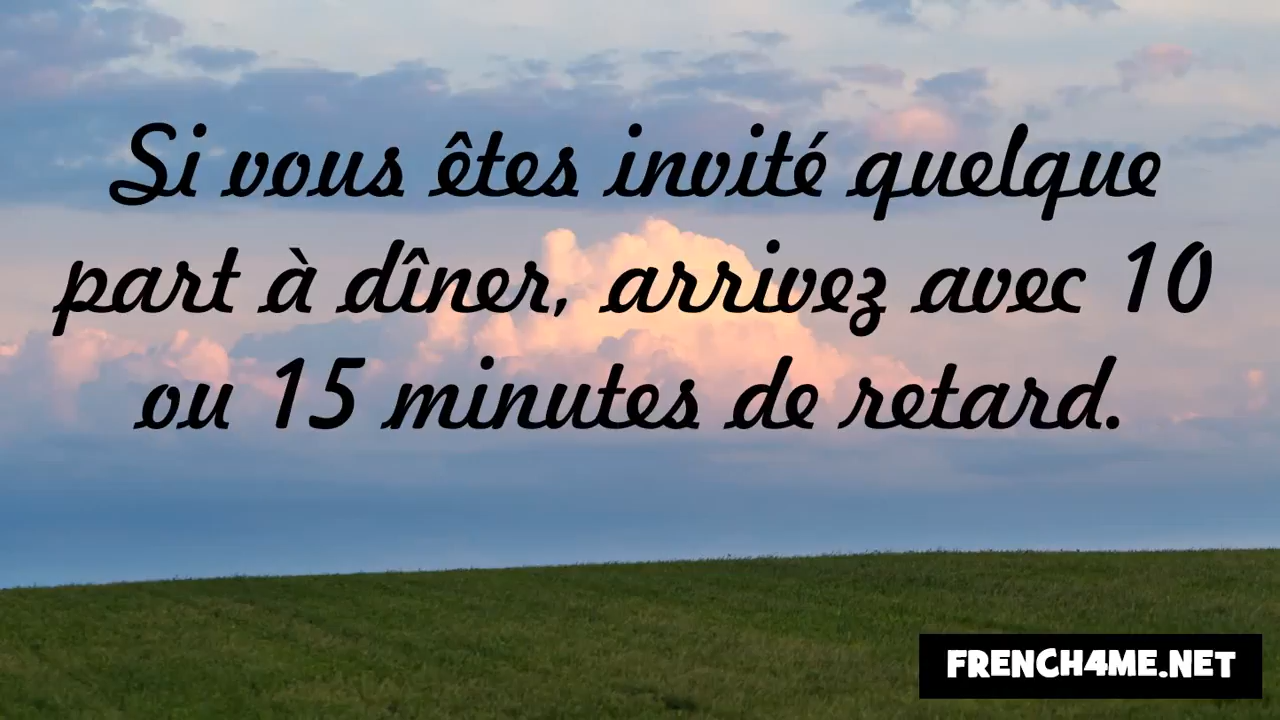 Si vous êtes invité quelque
part à dîner, arrivez avec 10
ou 15 minutes de retard.
FRENCH4ME.NET